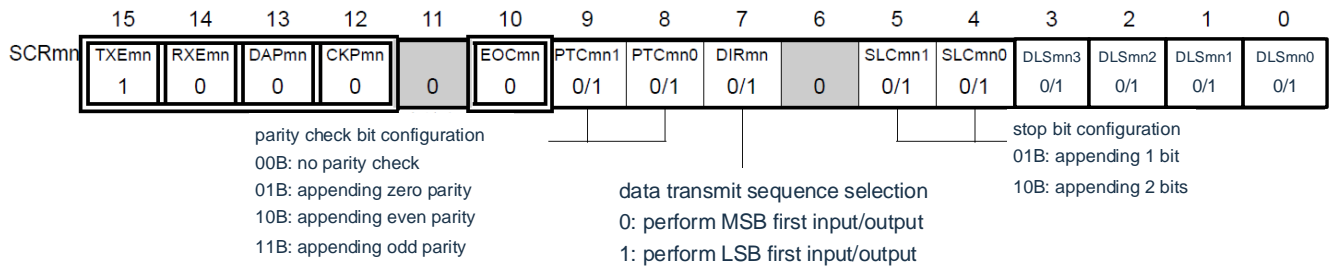 15 14 13 12 11 10 9 8 7 6 5 4 3 2 1 0
SCRmn TXEmn RXEmn DAPmn CKPmn EOCmn PTCmn1 PTCmn0 DIRmn SLCmn1 SLCmn0 DLSmn3 DLSmn2 DLSmn1 DLSmn0
1 0 0 0 0 0 0/1 0/1 0/1 0 0/1 0/1 0/1 0/1 0/1 0/1
parity check bit configuration
00B: no parity check
01B: appending zero parity
10B: appending even parity
11B: appending odd parity
data transmit sequence selection
0: perform MSB first input/output
1: perform LSB first input/output
stop bit configuration
01B: appending 1 bit
10B: appending 2 bits